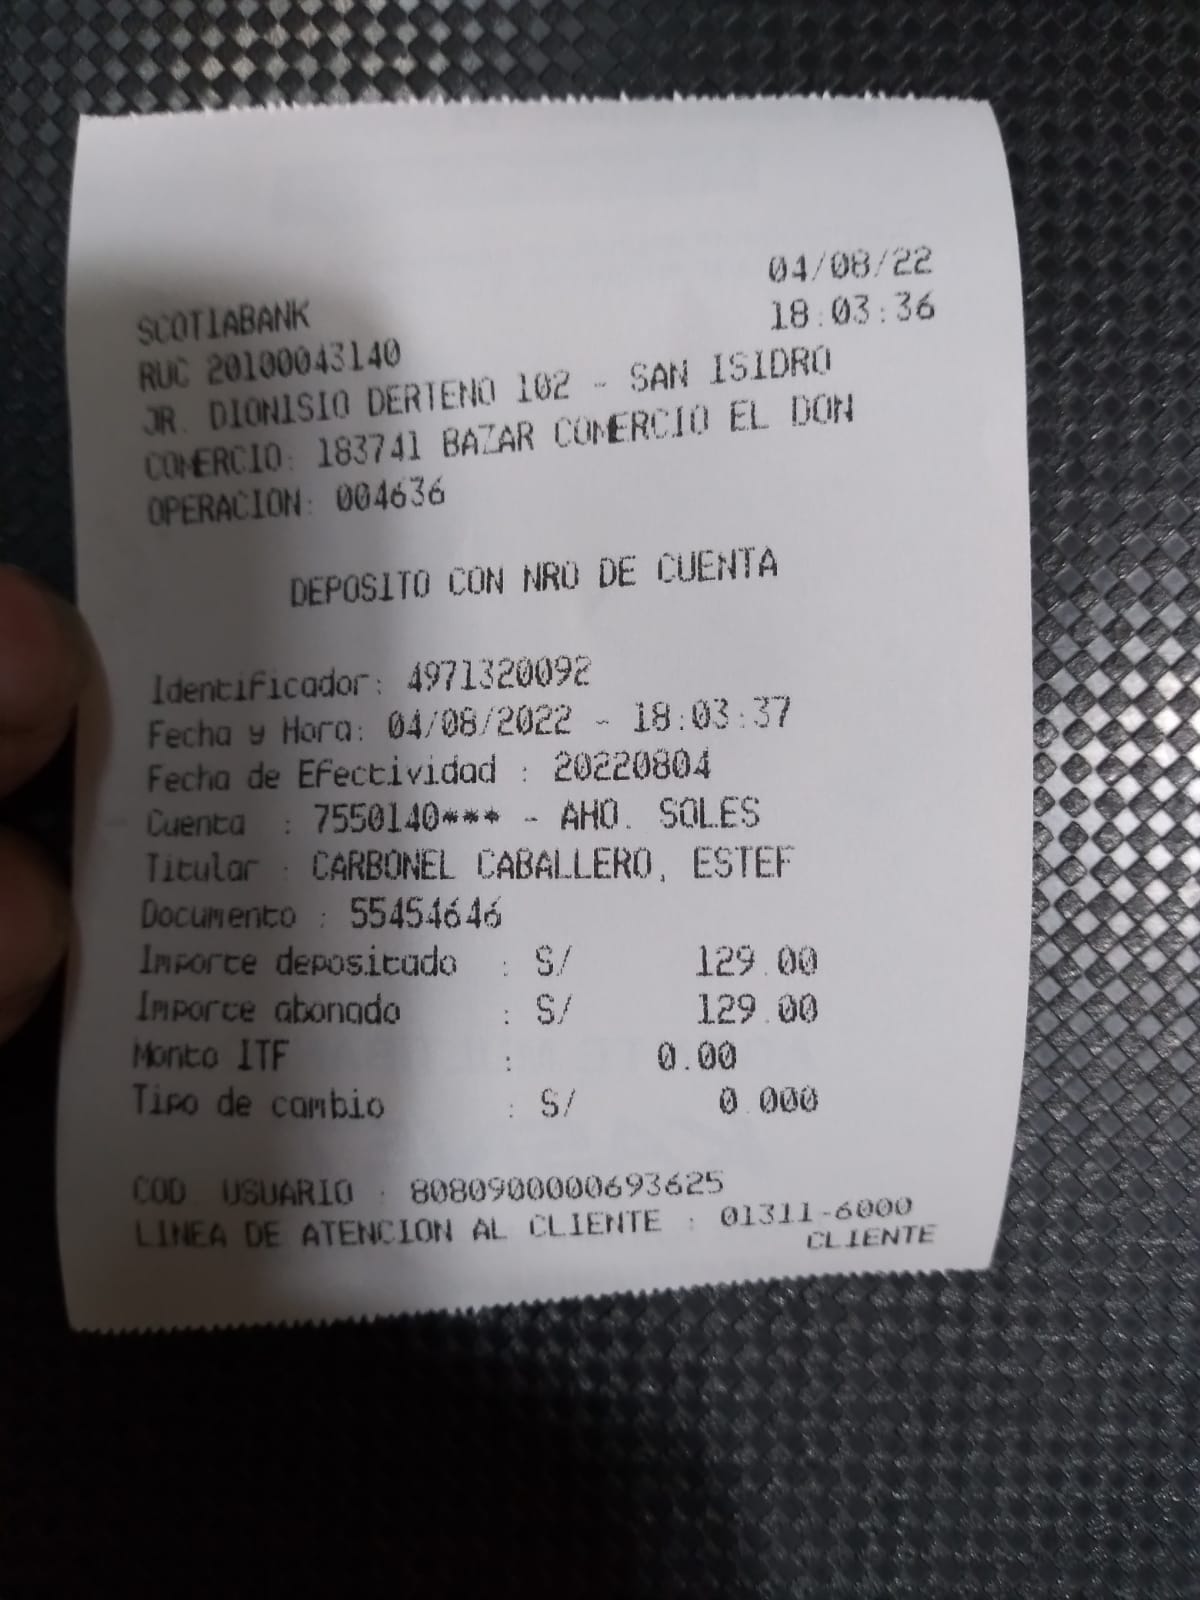 04/08/22
SCOTIABANK 18:03:36
RUC 20100043140
JR. DIONISIO DERTENO 102 - SAN ISIDRO
COMERCIO: 183741 BAZAR COMERCIO EL DON
OPERACION: 004636
DEPOSITO CON NRO DE CUENTA
Identificador: 4971320092
Fecha y Hora: 04/08/2022 - 18:03:37
Fecha de Efectividad : 20220804
Cuenta : 7550140*** - AHO. SOLES
Titular : CARBONEL CABALLERO, ESTEF
Documento : 55454646
Importe depositado : S/ 129.00
Importe abonado : S/ 129.00
Monto ITF : 0.00
Tipo de cambio : S/ 0.000
COD USUARIO : 8080900000693625
LINEA DE ATENCION AL CLIENTE : 01311-6000
CLIENTE